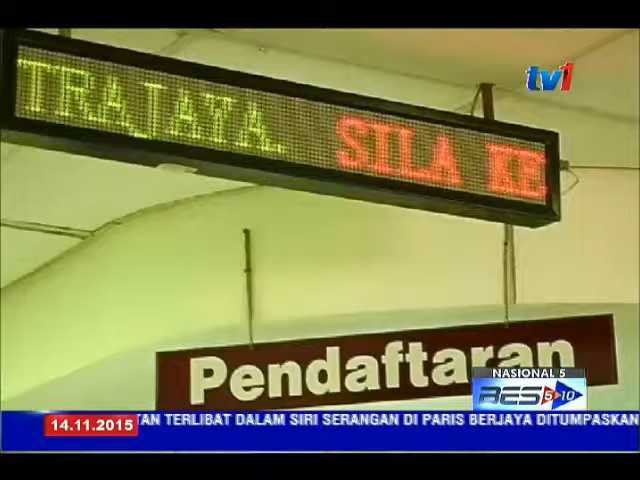 tv1
TRAJAYA. SILA KE
Pendaftaran
NASIONAL 5
BES 5 10
14.11.2015
TAN TERLIBAT DALAM SIRI SERANGAN DI PARIS BERJAYA DITUMPASKAN